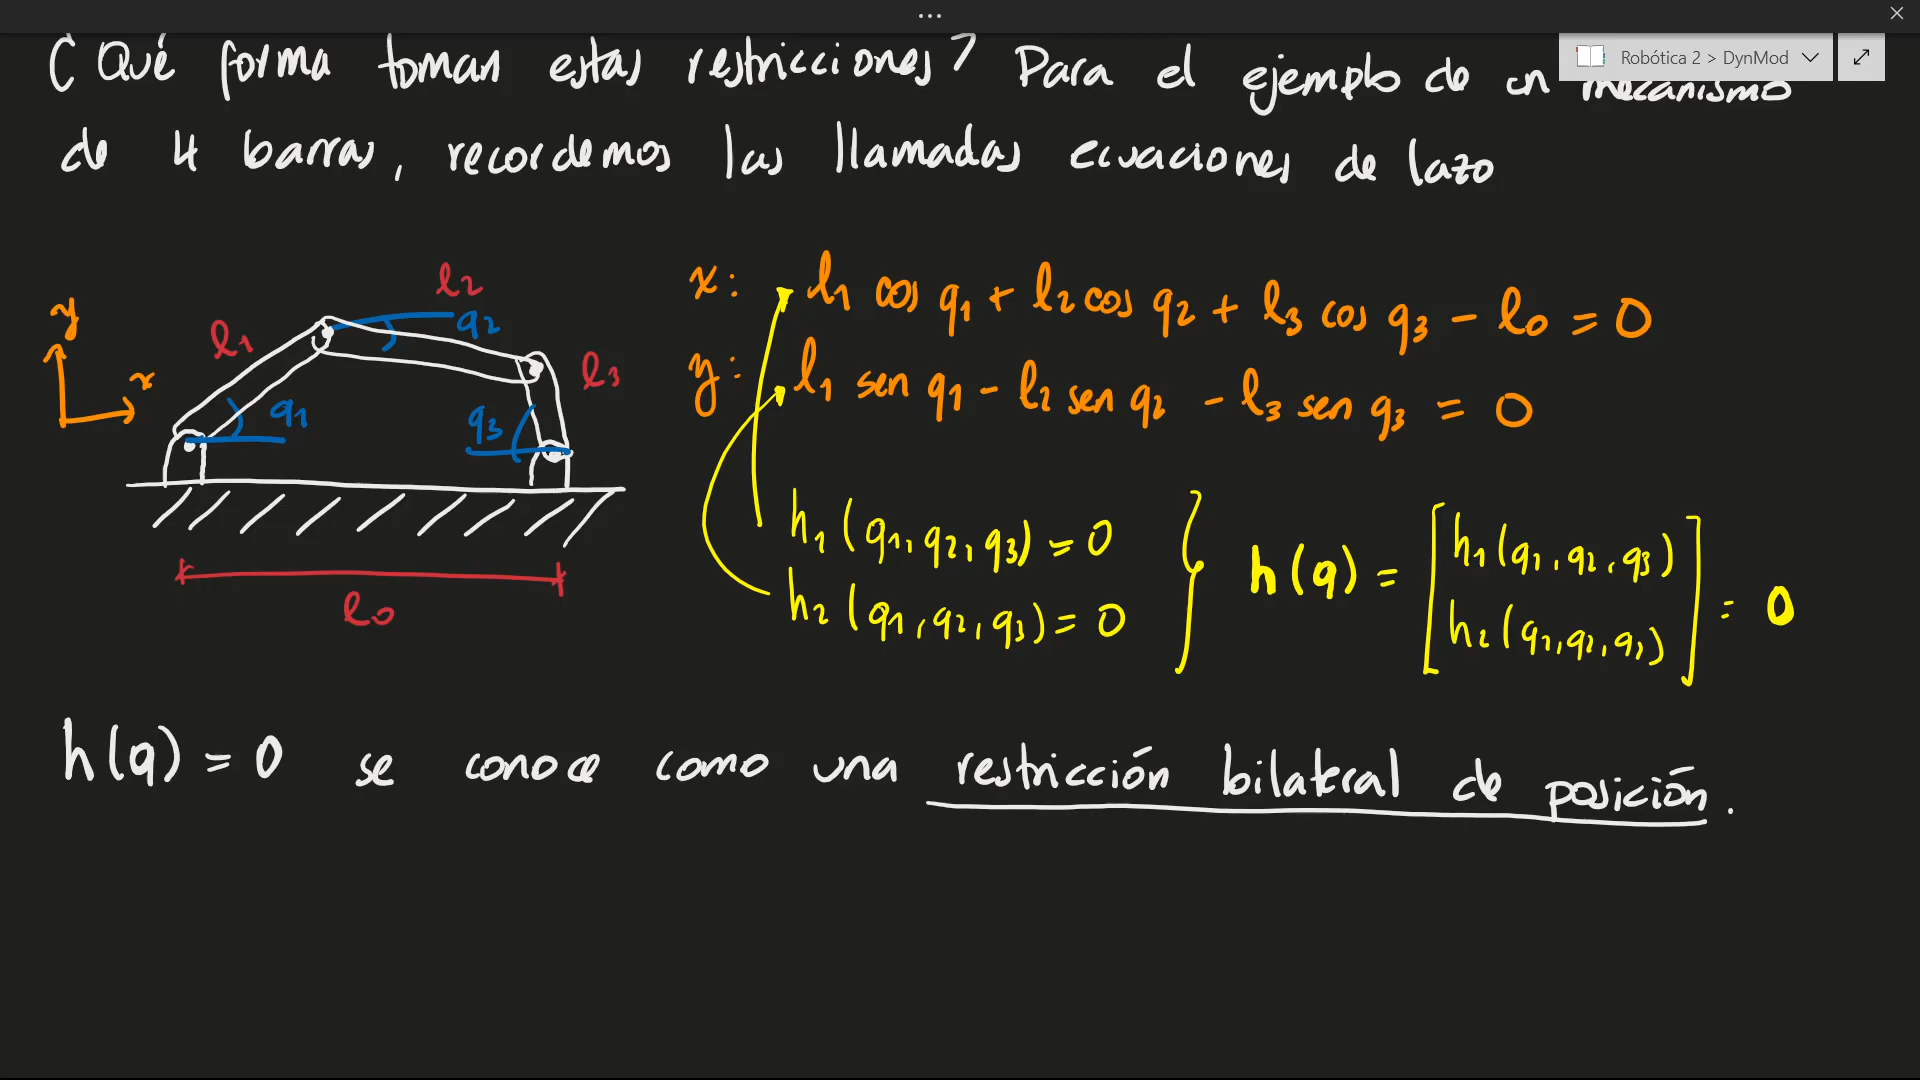 ...
Robótica 2 > DynMod
¿Qué forma toman estas restricciones? Para el ejemplo de un mecanismo
de 4 barras, recordemos las llamadas ecuaciones de lazo
y
x
l1
l2
l3
q1
q2
q3
l0
x: l1 cos q1 + l2 cos q2 + l3 cos q3 - l0 = 0
y: l1 sen q1 - l2 sen q2 - l3 sen q3 = 0
h1(q1,q2,q3) = 0
h2(q1,q2,q3) = 0
h(q) = [h1(q1,q2,q3)
h2(q1,q2,q3)] = 0
h(q) = 0 se conoce como una restricción bilateral de posición.